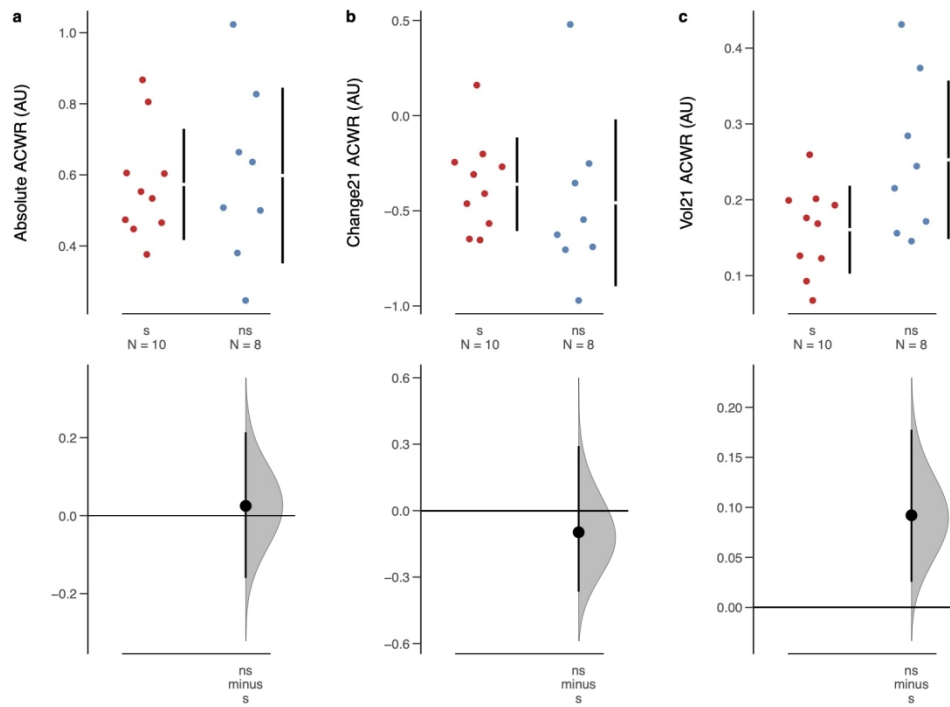 a
Absolute ACWR (AU)
1.0
0.8
0.6
0.4
s
N = 10
ns
N = 8
0.2
0.0
−0.2
ns
minus
s
b
Change21 ACWR (AU)
0.5
0.0
−0.5
−1.0
s
N = 10
ns
N = 8
0.6
0.3
0.0
−0.3
−0.6
ns
minus
s
c
Vol21 ACWR (AU)
0.4
0.3
0.2
0.1
s
N = 10
ns
N = 8
0.20
0.15
0.10
0.05
0.00
ns
minus
s